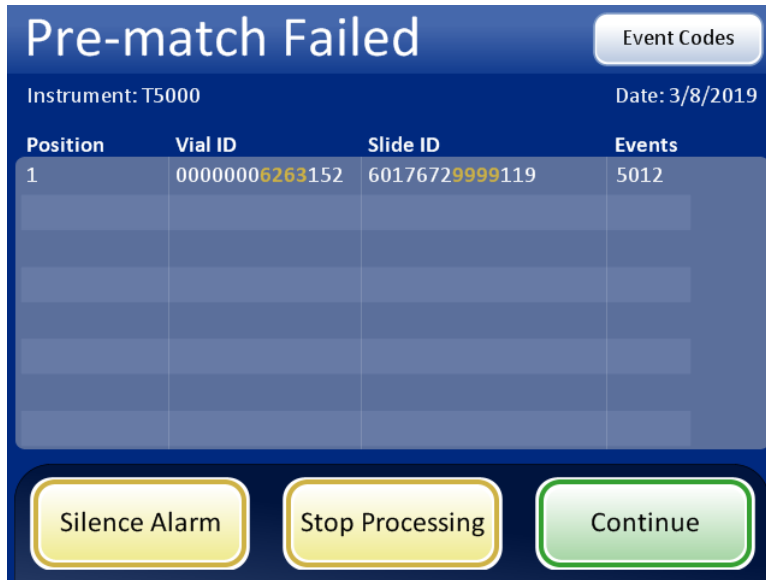 Pre-match Failed
Event Codes
Instrument: T5000
Date: 3/8/2019
Position Vial ID Slide ID Events
1 00000006263152 60176729999119 5012
Silence Alarm Stop Processing Continue